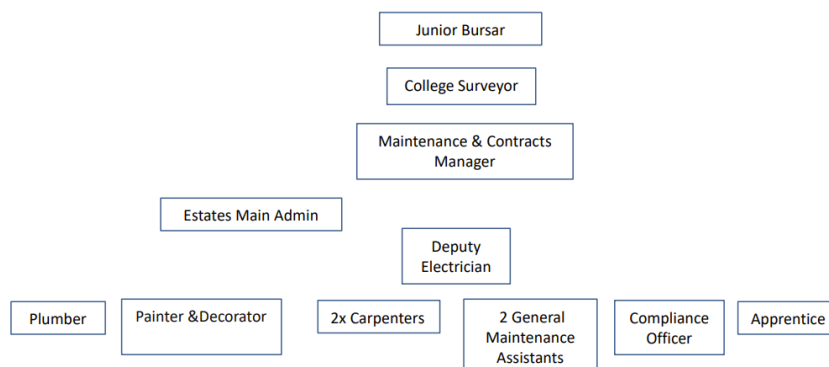 Junior Bursar
College Surveyor
Maintenance & Contracts
Manager
Estates Main Admin
Deputy
Electrician
Plumber
Painter &Decorator
2x Carpenters
2 General
Maintenance
Assistants
Compliance
Officer
Apprentice